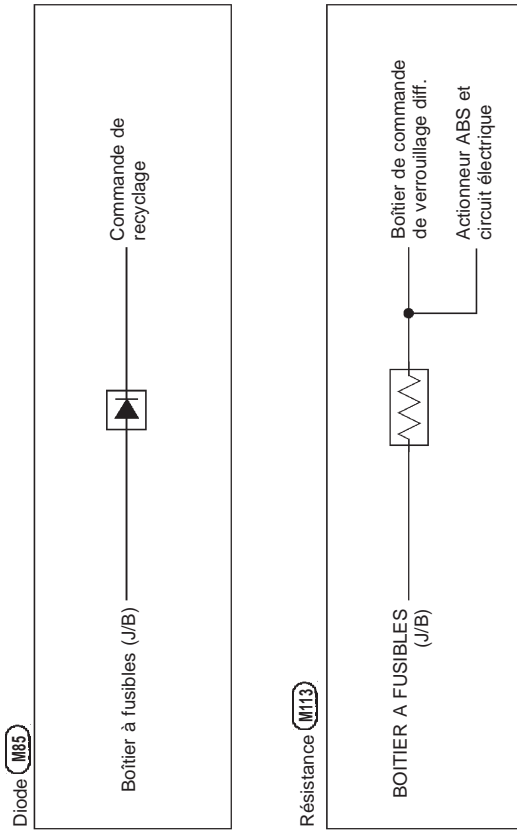 Diode M85
Boîtier à fusibles (J/B)
Commande de
recyclage
Résistance M113
BOITIER A FUSIBLES
(J/B)
Boîtier de commande
de verrouillage diff.
Actionneur ABS et
circuit électrique